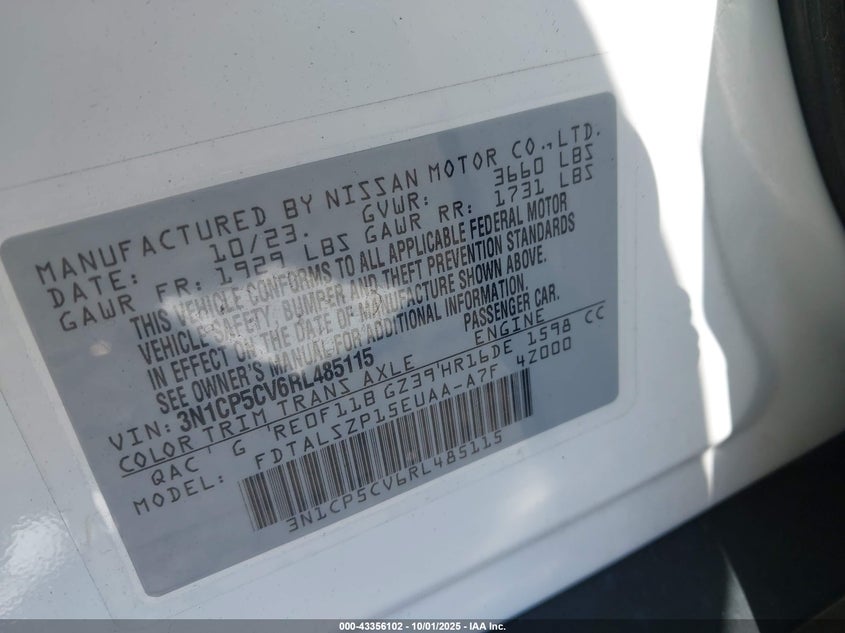 MANUFACTURED BY NISSAN MOTOR CO.,LTD.
DATE: 10/23. GVWR: 3660 LBS
GAWR FR: 1929 LBS GAWR RR: 1731 LBS
THIS VEHICLE CONFORMS TO ALL APPLICABLE FEDERAL MOTOR
VEHICLE SAFETY, BUMPER AND THEFT PREVENTION STANDARDS
IN EFFECT ON THE DATE OF MANUFACTURE SHOWN ABOVE.
SEE OWNER'S MANUAL FOR ADDITIONAL INFORMATION.
VIN: 3N1CP5CV6RL485115 PASSENGER CAR.
COLOR TRIM TRANS AXLE ENGINE
QAC G RE0F11B GZ39 HR16DE 1598 CC
MODEL: FDTALSZP15EUAA-A7F 4Z000
3N1CP5CV6RL485115
000-43356102 - 10/01/2025 - IAA Inc.